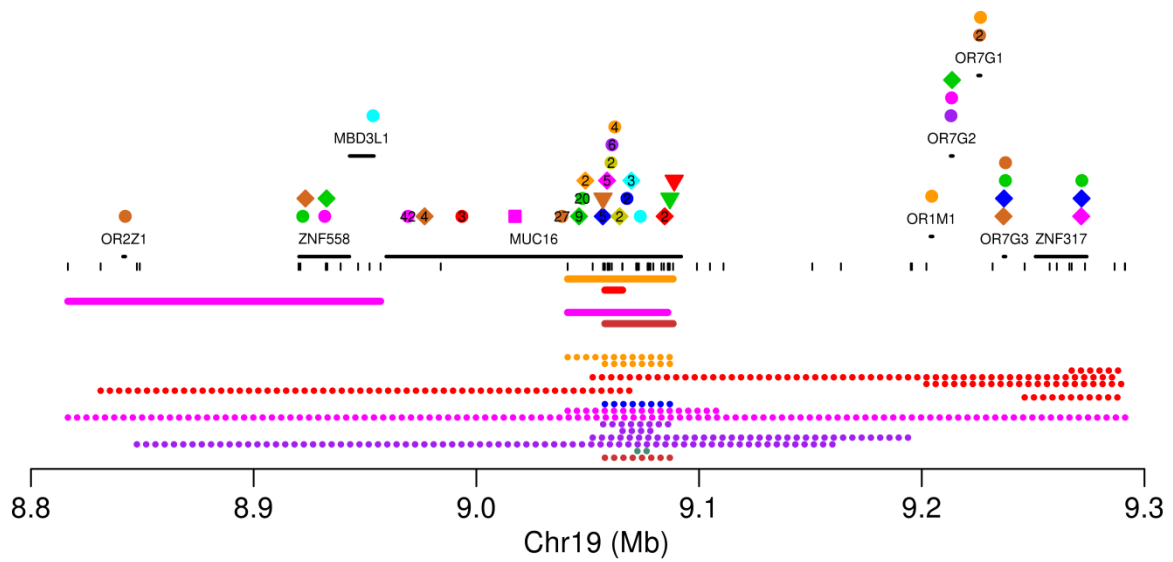 2
OR7G1
4
MBD3L1
6
OR7G2
2
2 5 3
20 2
42 4 3 27 9 5 2 2
OR1M1
OR2Z1 ZNF558 MUC16 OR7G3 ZNF317
8.8 8.9 9.0 9.1 9.2 9.3
Chr19 (Mb)